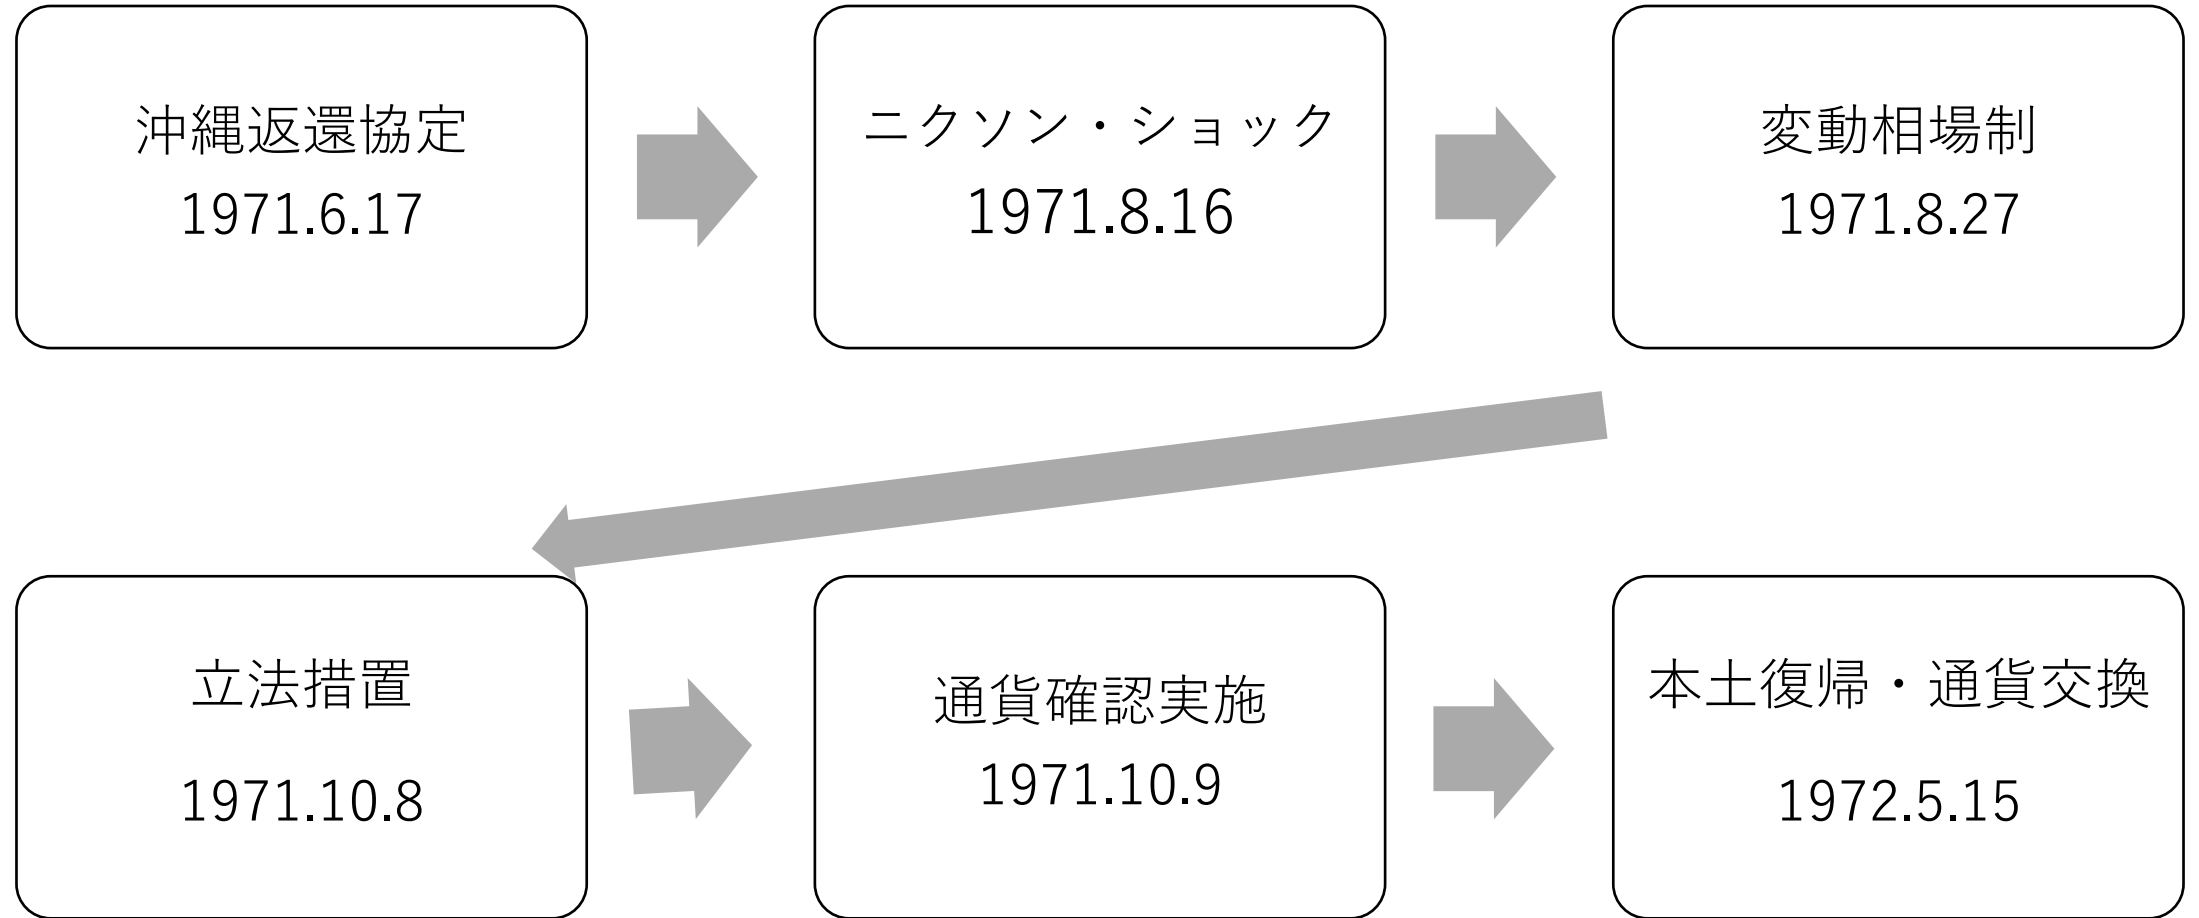 沖縄返還協定
1971.6.17
ニクソン・ショック
1971.8.16
変動相場制
1971.8.27
立法措置
1971.10.8
通貨確認実施
1971.10.9
本土復帰・通貨交換
1972.5.15